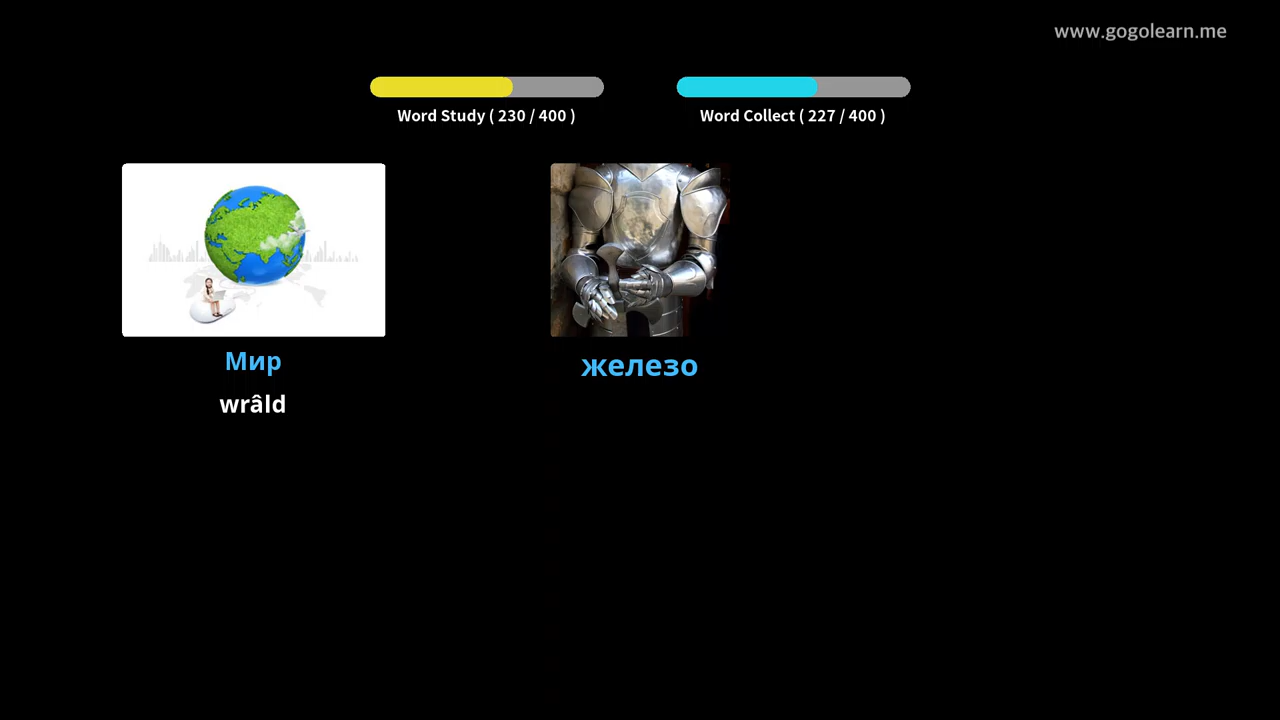 www.gogolearn.me
Word Study ( 230 / 400 )
Word Collect ( 227 / 400 )
Мир
wrâld
железо